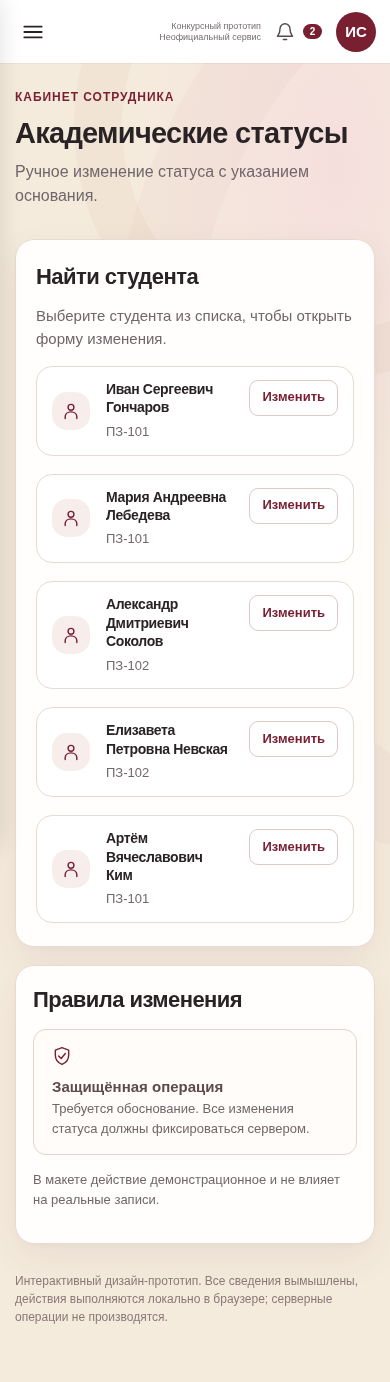 Конкурсный прототип
Неофициальный сервис
2
ИС
КАБИНЕТ СОТРУДНИКА
Академические статусы
Ручное изменение статуса с указанием
основания.
Найти студента
Выберите студента из списка, чтобы открыть
форму изменения.
Иван Сергеевич
Гончаров
ПЗ-101
Изменить
Мария Андреевна
Лебедева
ПЗ-101
Изменить
Александр
Дмитриевич
Соколов
ПЗ-102
Изменить
Елизавета
Петровна Невская
ПЗ-102
Изменить
Артём
Вячеславович
Ким
ПЗ-101
Изменить
Правила изменения
Защищённая операция
Требуется обоснование. Все изменения
статуса должны фиксироваться сервером.
В макете действие демонстрационное и не влияет
на реальные записи.
Интерактивный дизайн-прототип. Все сведения вымышлены,
действия выполняются локально в браузере; серверные
операции не производятся.